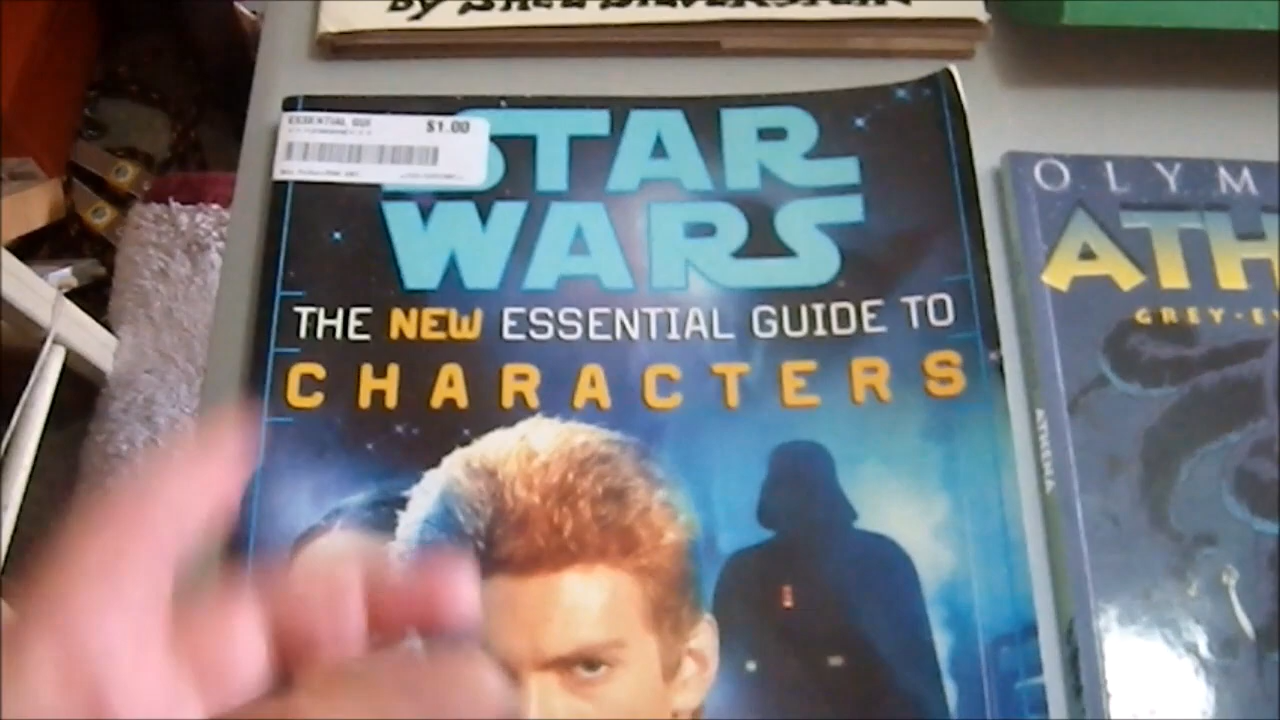 BY SHEL SILVERSTEIN
ESSENTIAL GUI
$1.00
STAR
WARS
THE NEW ESSENTIAL GUIDE TO
CHARACTERS
OLYM
ATH
GREY-EY
ATHENA